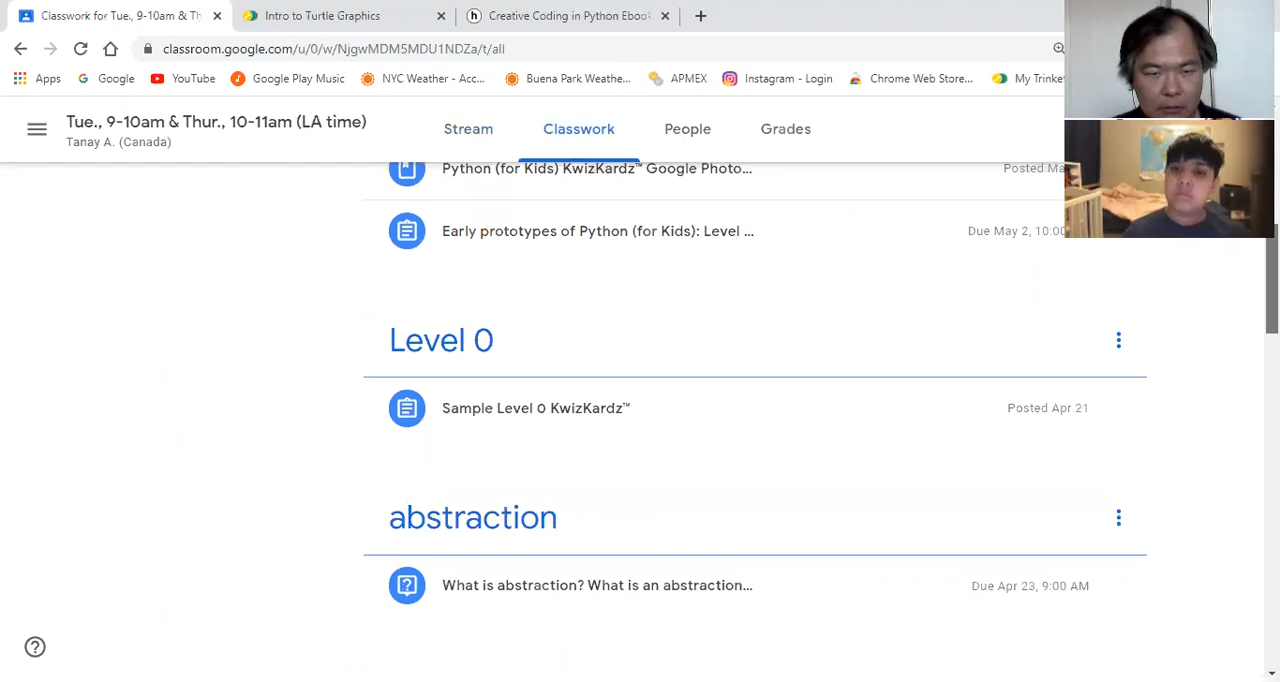 Classwork for Tue., 9-10am & Th
Intro to Turtle Graphics
Creative Coding in Python Ebook
classroom.google.com/u/0/w/NjgwMDM5MDU1NDZa/t/all
Apps Google YouTube Google Play Music NYC Weather - Acc... Buena Park Weathe... APMEX Instagram - Login Chrome Web Store... My Trinke
Tue., 9-10am & Thur., 10-11am (LA time)
Tanay A. (Canada)
Stream Classwork People Grades
Python (for Kids) KwizKardz™ Google Photo... Posted Ma
Early prototypes of Python (for Kids): Level ... Due May 2, 10:00
Level 0
Sample Level 0 KwizKardz™ Posted Apr 21
abstraction
What is abstraction? What is an abstraction... Due Apr 23, 9:00 AM